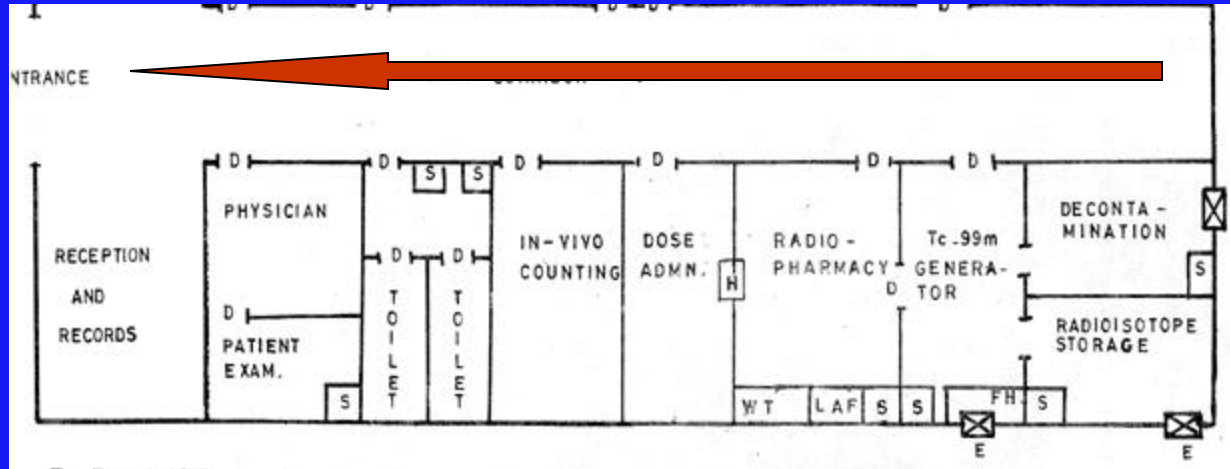 D D D D D
NTRANCE
D D D D D D
S S
PHYSICIAN
RECEPTION
AND
RECORDS
D
PATIENT
EXAM.
S
D D
TOILET
TOILET
IN-VIVO
COUNTING
DOSE
ADMN.
H
RADIO-
PHARMACY
D
Tc-99m
GENERA-
TOR
DECONTA-
MINATION
S
RADIOISOTOPE
STORAGE
WT LAF S S FH. S
E E